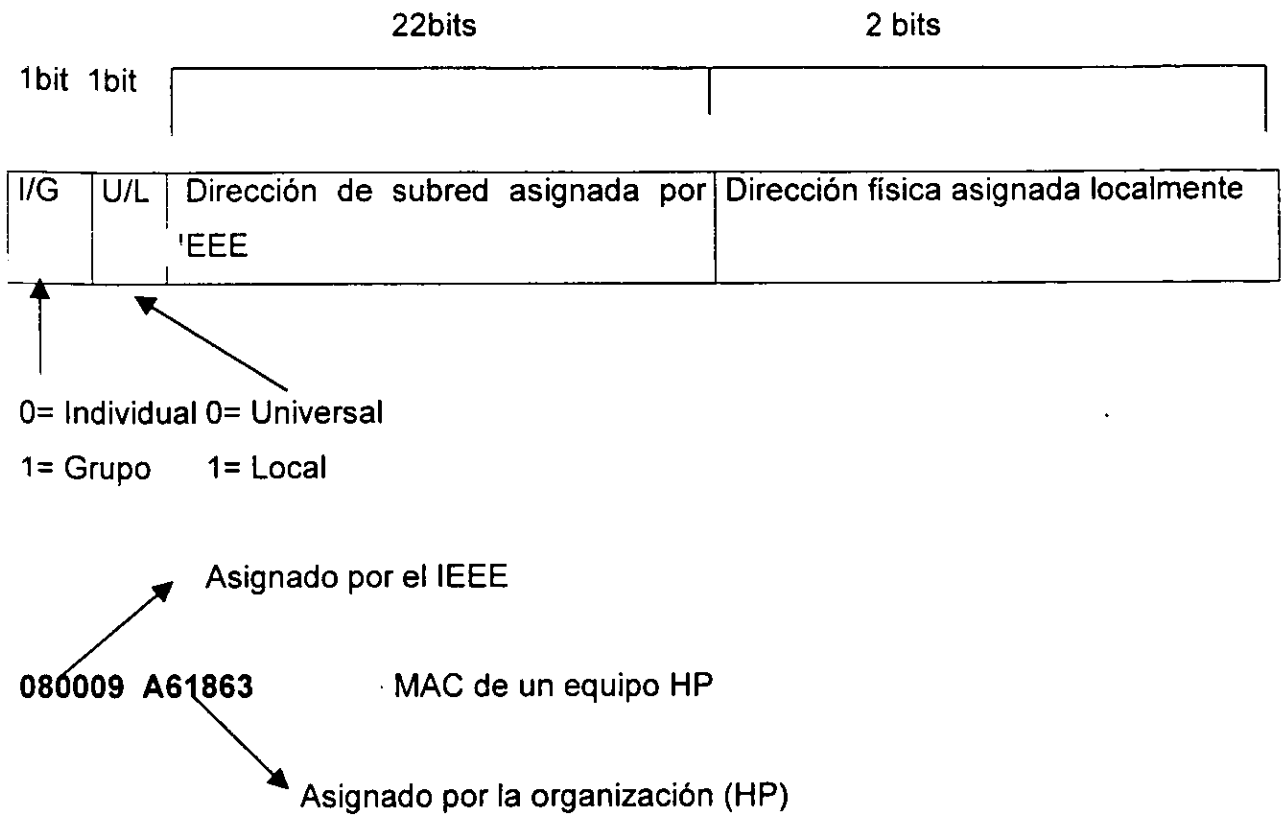 22bits 2 bits
1bit 1bit
I/G U/L Dirección de subred asignada por Dirección física asignada localmente
'EEE
0= Individual 0= Universal
1= Grupo 1= Local
Asignado por el IEEE
080009 A61863 MAC de un equipo HP
Asignado por la organización (HP)